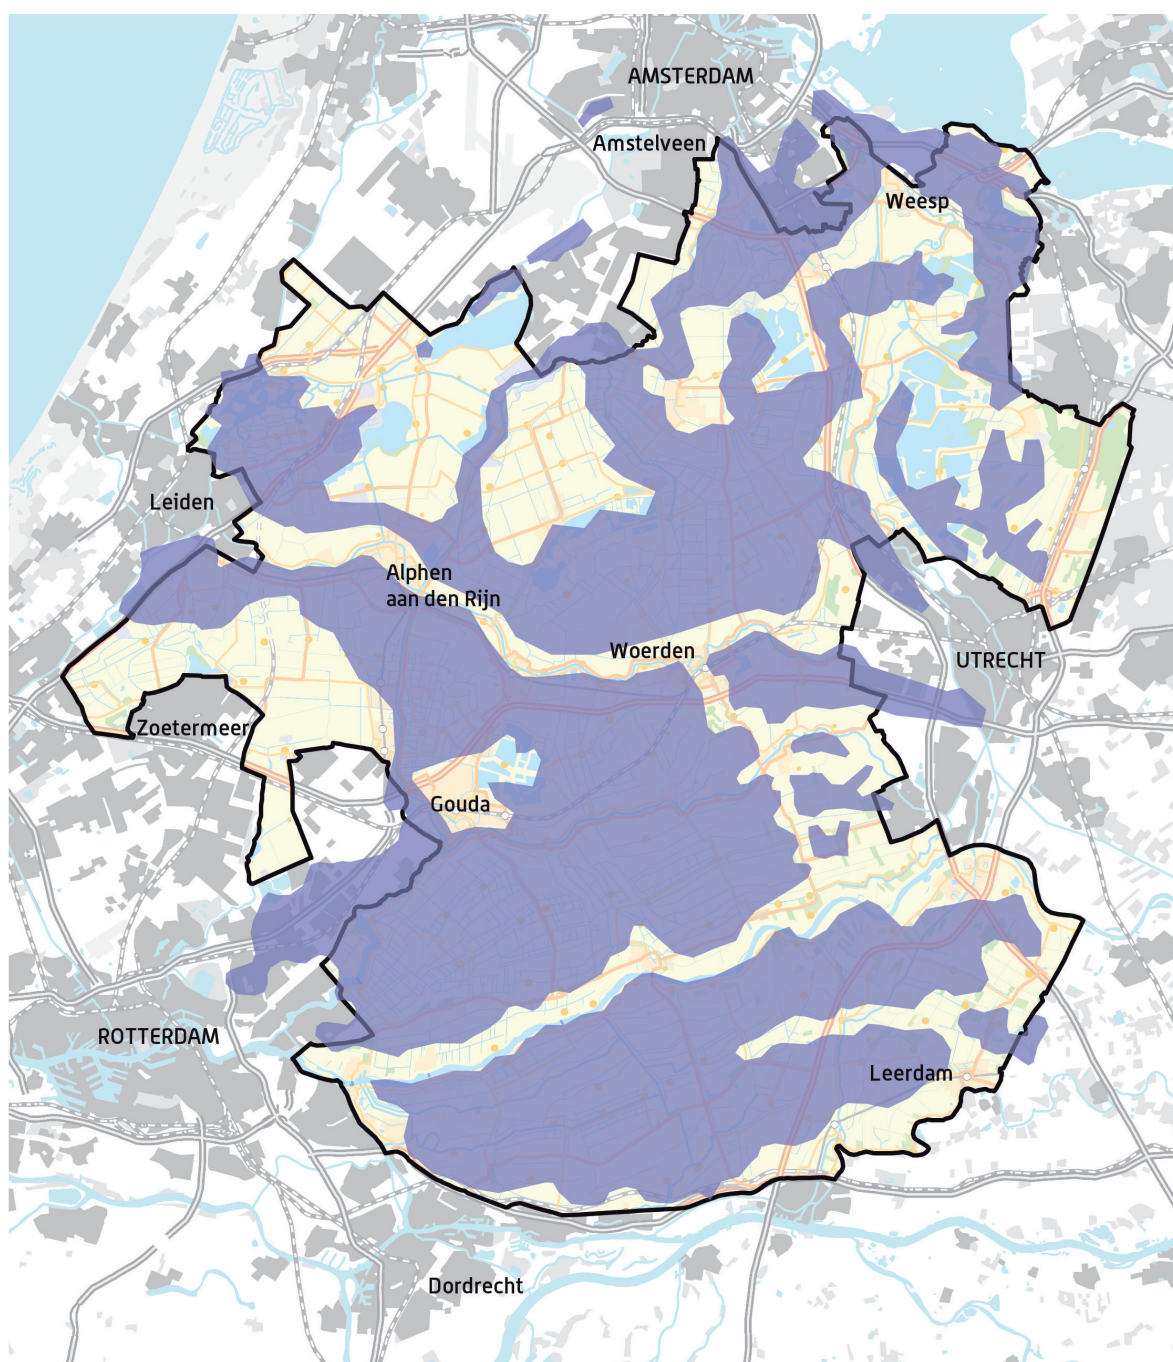 AMSTERDAM
Amstelveen
Weesp
Leiden
Alphen
aan den Rijn
Woerden
UTRECHT
Zoetermeer
Gouda
ROTTERDAM
Leerdam
Dordrecht